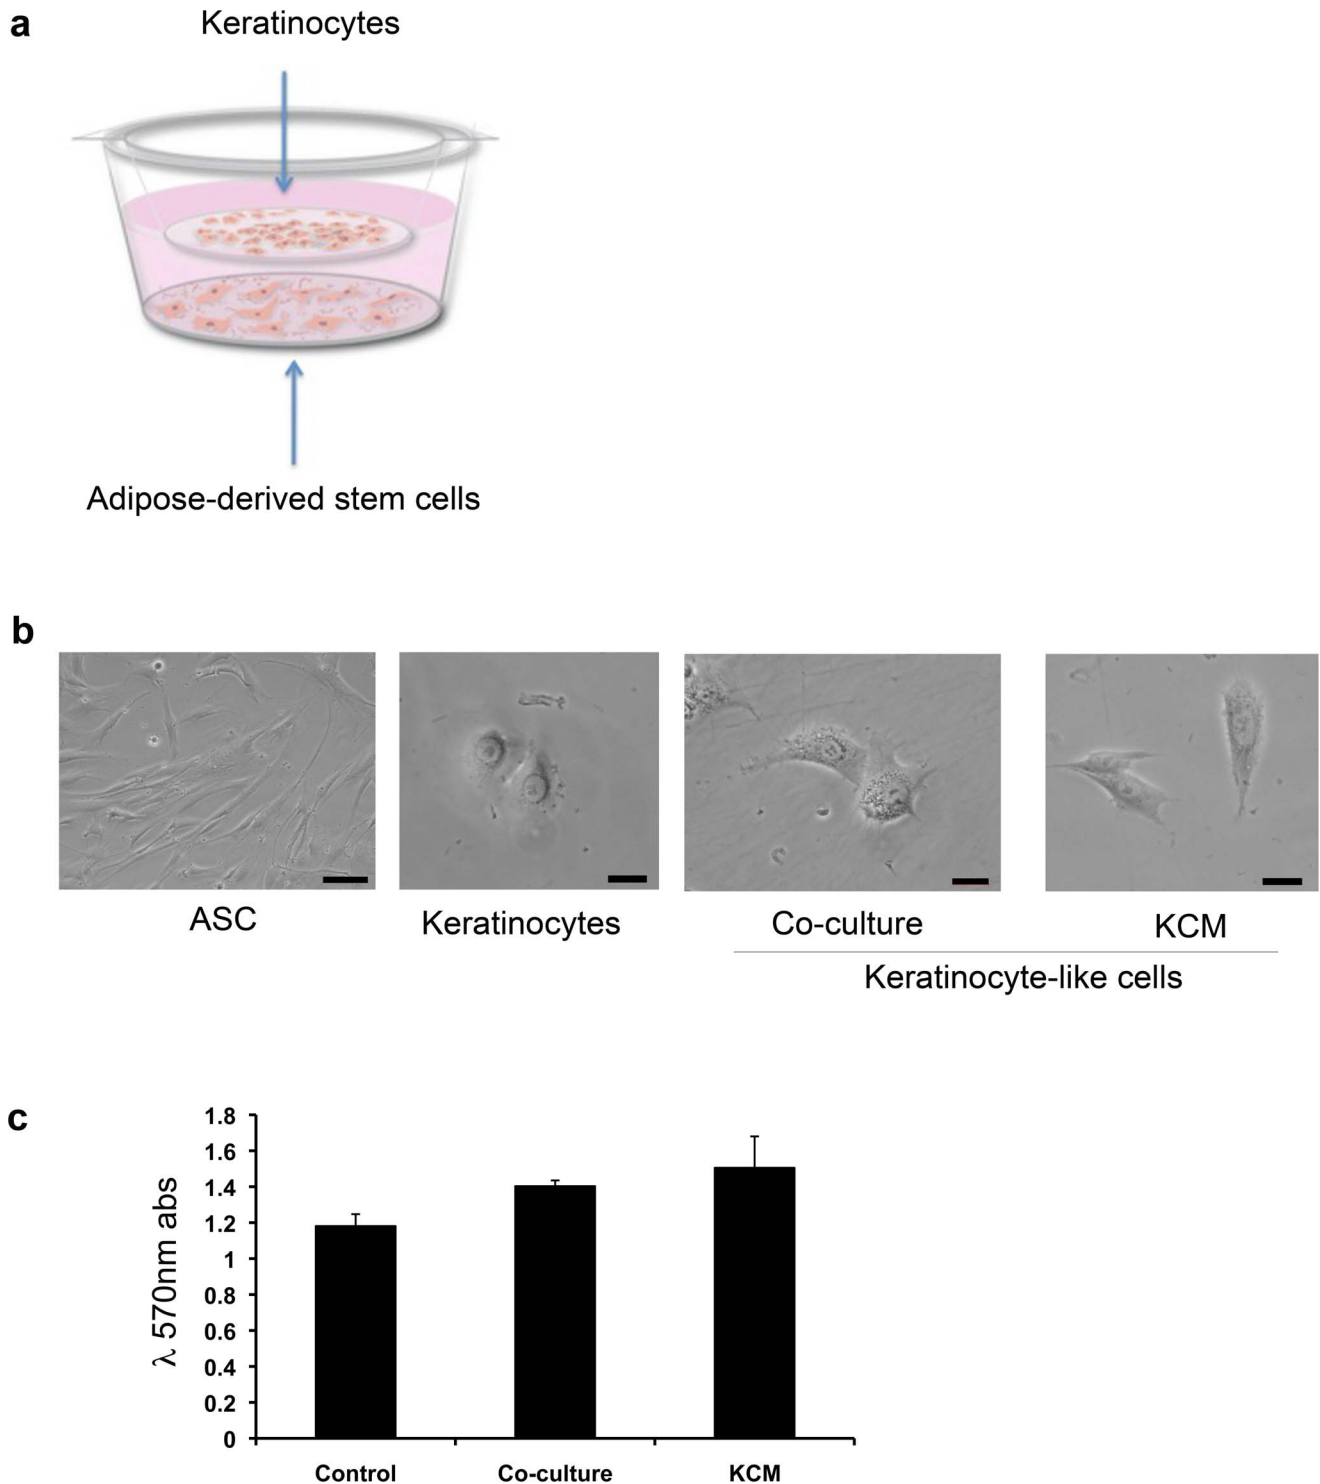 a
Keratinocytes
Adipose-derived stem cells
b
ASC
Keratinocytes
Co-culture
KCM
Keratinocyte-like cells
c
λ 570nm abs
1.8
1.6
1.4
1.2
1
0.8
0.6
0.4
0.2
0
Control
Co-culture
KCM